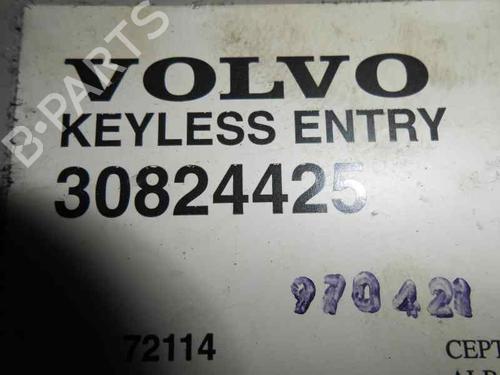 B-PARTS
VOLVO
KEYLESS ENTRY
30824425
970421
72114
CEPT